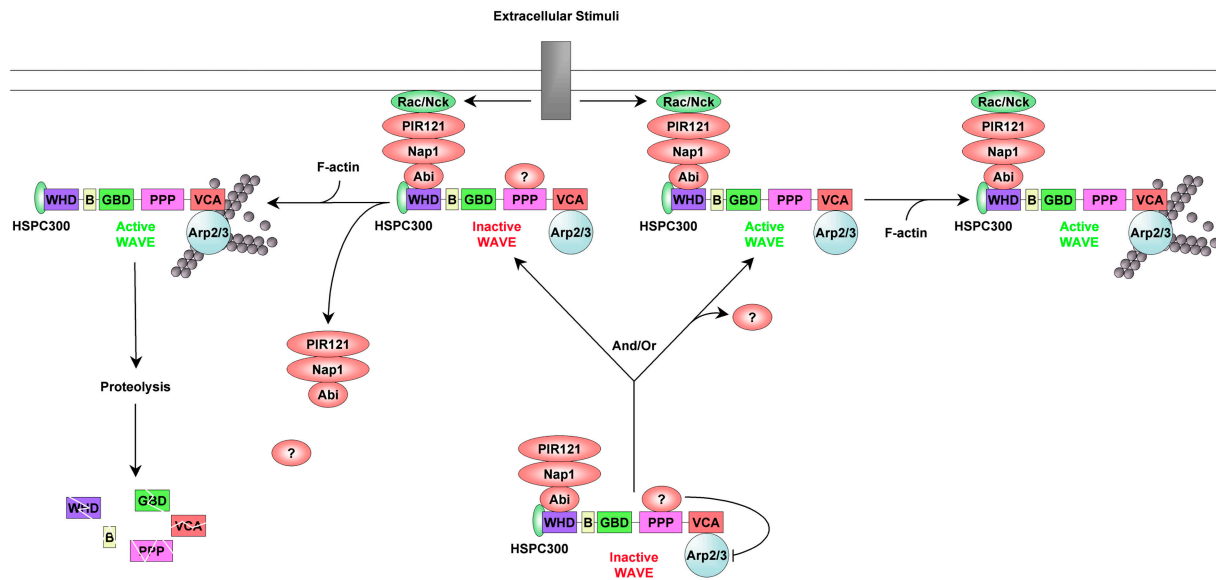 Extracellular Stimuli
Rac/Nck
PIR121
Nap1
Abi
Rac/Nck
PIR121
Nap1
Abi
Rac/Nck
PIR121
Nap1
Abi
F-actin
WHD B GBD PPP VCA
HSPC300
Active
WAVE
Arp2/3
?
WHD B GBD PPP VCA
HSPC300
Inactive
WAVE
Arp2/3
WHD B GBD PPP VCA
HSPC300
Active
WAVE
Arp2/3
F-actin
WHD B GBD PPP VCA
HSPC300
Active
WAVE
Arp2/3
PIR121
Nap1
Abi
And/Or
?
Proteolysis
?
WHD
GBD
VCA
B
PPP
PIR121
Nap1
Abi
?
WHD B GBD PPP VCA
HSPC300
Inactive
WAVE
Arp2/3